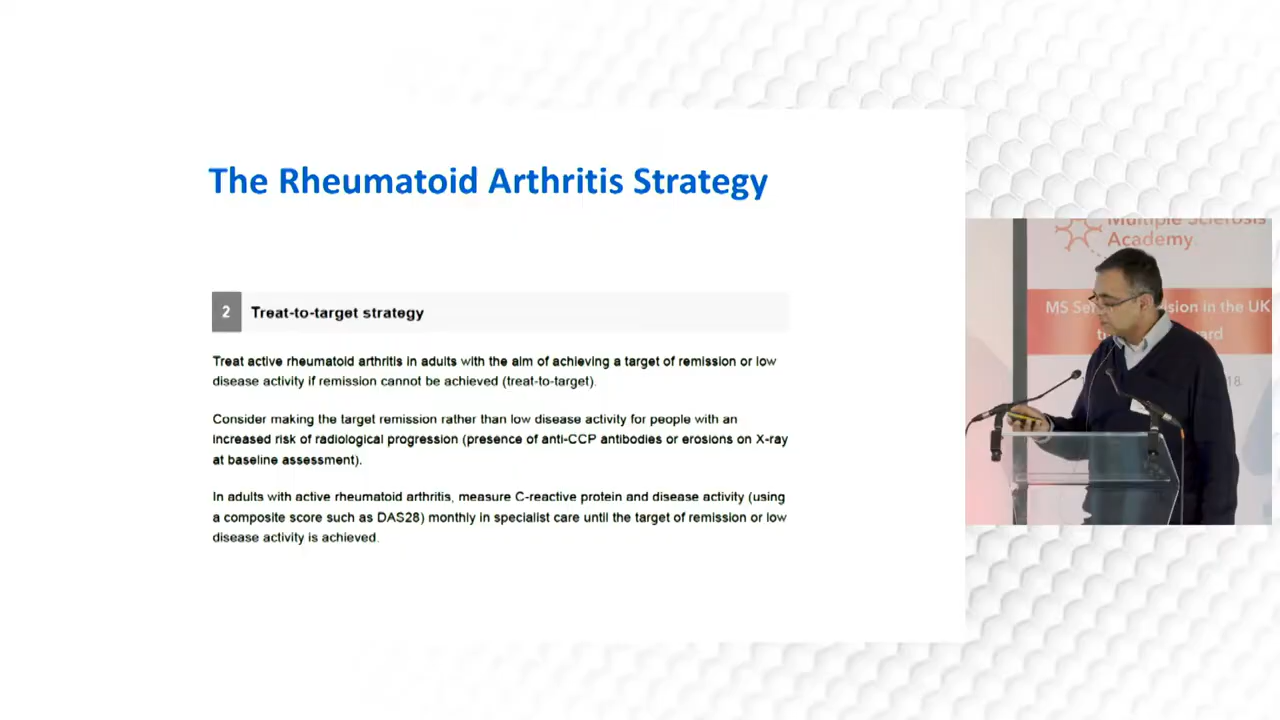 The Rheumatoid Arthritis Strategy
2 Treat-to-target strategy
Treat active rheumatoid arthritis in adults with the aim of achieving a target of remission or low
disease activity if remission cannot be achieved (treat-to-target).
Consider making the target remission rather than low disease activity for people with an
increased risk of radiological progression (presence of anti-CCP antibodies or erosions on X-ray
at baseline assessment).
In adults with active rheumatoid arthritis, measure C-reactive protein and disease activity (using
a composite score such as DAS28) monthly in specialist care until the target of remission or low
disease activity is achieved.
Multiple Sclerosis
Academy
MS Se ision in the UK
t ard
18